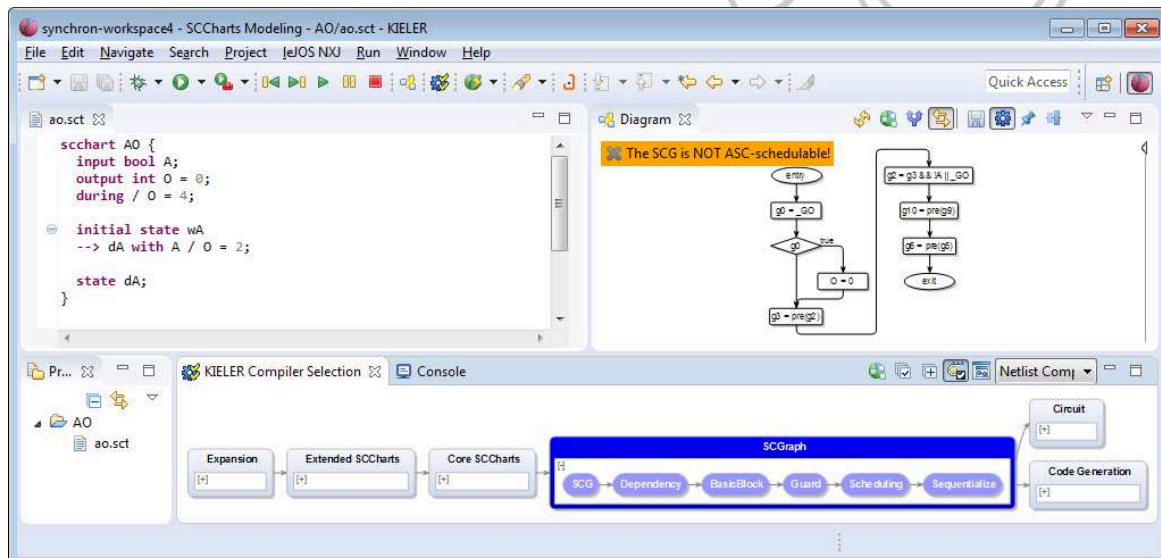 synchron-workspace4 - SCCharts Modeling - AO/ao.sct - KIELER
File Edit Navigate Search Project leJOS NXJ Run Window Help
Quick Access
ao.sct
scchart AO {
input bool A;
output int O = 0;
during / O = 4;
initial state wA
--> dA with A / O = 2;
state dA;
}
Diagram
The SCG is NOT ASC-schedulable!
entry
g0 = _GO
g0
true
O = 0
g3 = pre(g2)
g2 = g3 && !A || _GO
g10 = pre(g9)
g6 = pre(g5)
exit
Pr...
AO
ao.sct
KIELER Compiler Selection
Console
Netlist Comp
Expansion
[+]
Extended SCCharts
[+]
Core SCCharts
[+]
SCGraph
[-]
SCG
Dependency
BasicBlock
Guard
Scheduling
Sequentialize
Circuit
[+]
Code Generation
[+]